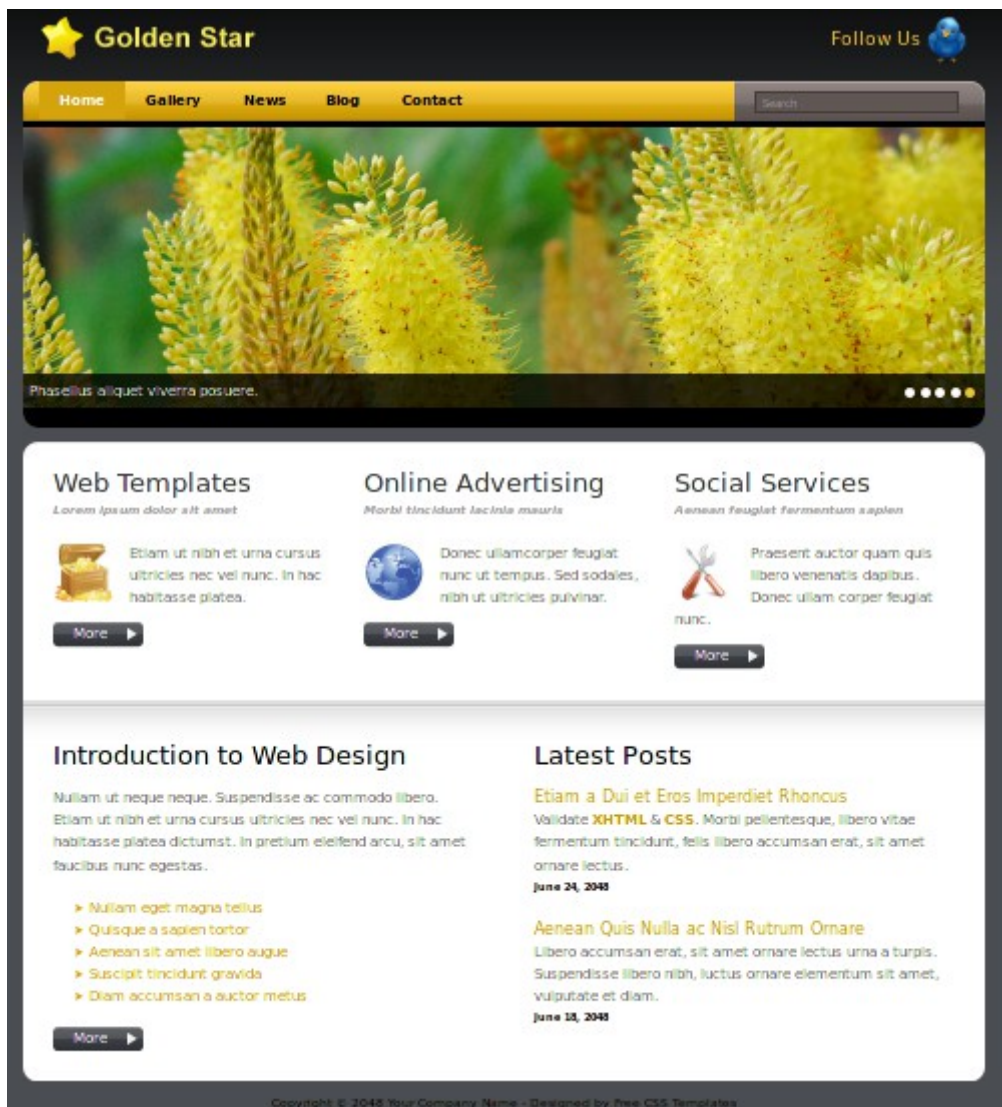 Golden Star
Follow Us
Home Gallery News Blog Contact
Search
Phasellus aliquet viverra posuere.
Web Templates
Lorem ipsum dolor sit amet
Etiam ut nibh et urna cursus
ultricies nec vel nunc. In hac
habitasse platea.
More
Online Advertising
Morbi tincidunt lacinia mauris
Donec ullamcorper feugiat
nunc ut tempus. Sed sodales,
nibh ut ultricies pulvinar.
More
Social Services
Aenean feugiat fermentum sapien
Praesent auctor quam quis
libero venenatis dapibus.
Donec ullam corper feugiat
nunc.
More
Introduction to Web Design
Nullam ut neque neque. Suspendisse ac commodo libero.
Etiam ut nibh et urna cursus ultricies nec vel nunc. In hac
habitasse platea dictumst. In pretium eleifend arcu, sit amet
faucibus nunc egestas.
Nullam eget magna tellus
Quisque a sapien tortor
Aenean sit amet libero augue
Suscipit tincidunt gravida
Diam accumsan a auctor metus
More
Latest Posts
Etiam a Dui et Eros Imperdiet Rhoncus
Validate XHTML & CSS. Morbi pellentesque, libero vitae
fermentum tincidunt, felis libero accumsan erat, sit amet
ornare lectus.
June 24, 2048
Aenean Quis Nulla ac Nisl Rutrum Ornare
Libero accumsan erat, sit amet ornare lectus urna a turpis.
Suspendisse libero nibh, luctus ornare elementum sit amet,
vulputate et diam.
June 18, 2048
Copyright © 2048 Your Company Name - Designed by Free CSS Templates